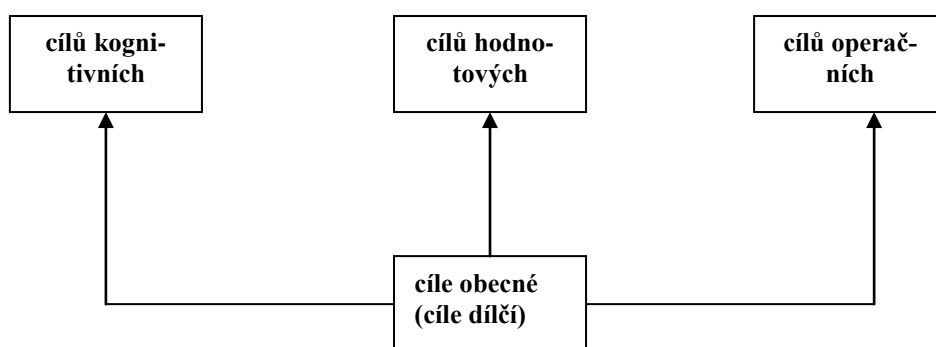 cílů kogni-
tivních
cílů hodno-
tových
cílů operač-
ních
cíle obecné
(cíle dílčí)